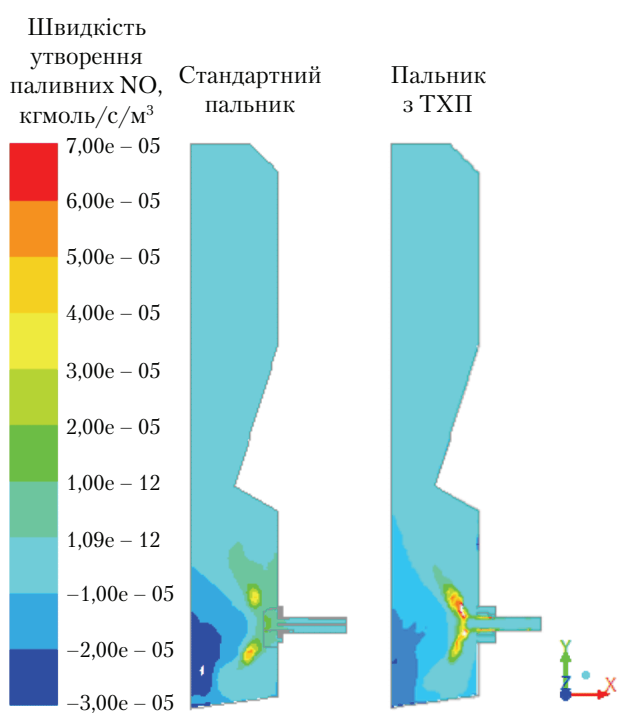 Швидкість
утворення
паливних NO,
кгмоль/с/м³
Стандартний
пальник
Пальник
з ТХП
7,00e – 05
6,00e – 05
5,00e – 05
4,00e – 05
3,00e – 05
2,00e – 05
1,00e – 12
1,09e – 12
–1,00e – 05
–2,00e – 05
–3,00e – 05
Y
Z
X